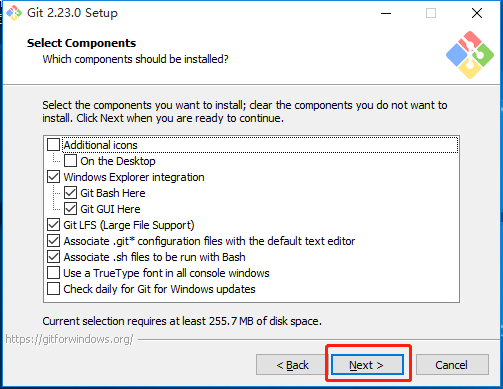 Git 2.23.0 Setup
Select Components
Which components should be installed?
Select the components you want to install; clear the components you do not want to
install. Click Next when you are ready to continue.
Additional icons
On the Desktop
Windows Explorer integration
Git Bash Here
Git GUI Here
Git LFS (Large File Support)
Associate .git* configuration files with the default text editor
Associate .sh files to be run with Bash
Use a TrueType font in all console windows
Check daily for Git for Windows updates
Current selection requires at least 255.7 MB of disk space.
https://gitforwindows.org/
< Back Next > Cancel